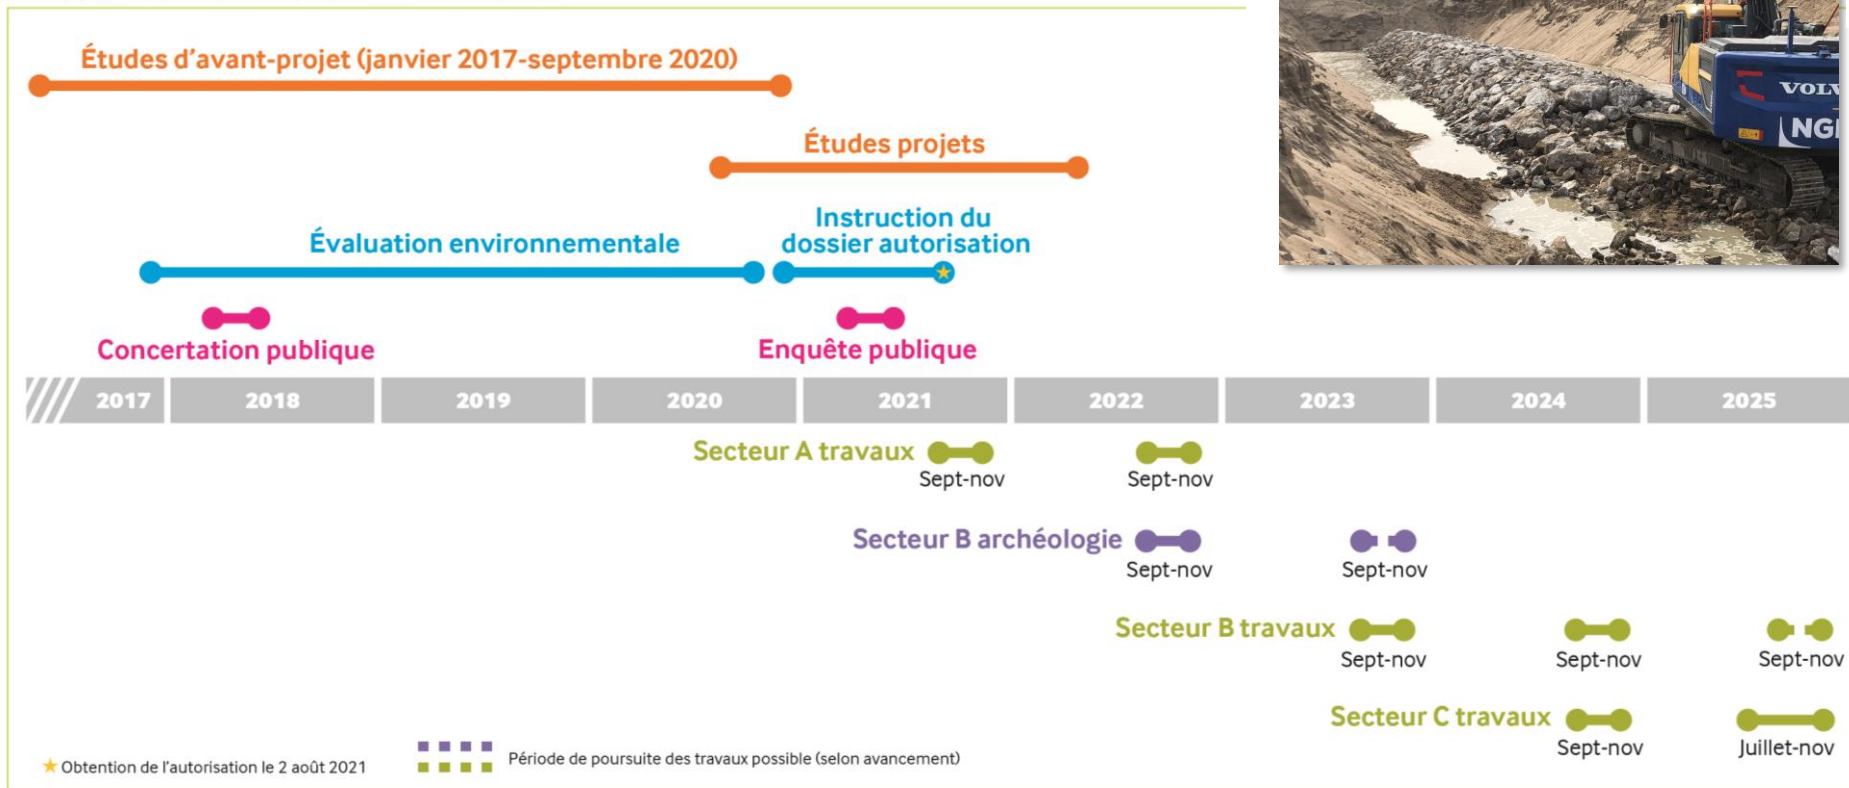 Études d'avant-projet (janvier 2017-septembre 2020)
Études projets
Évaluation environnementale
Instruction du
dossier autorisation
Concertation publique
Enquête publique
2017 2018 2019 2020 2021 2022 2023 2024 2025
Secteur A travaux
Sept-nov Sept-nov
Secteur B archéologie
Sept-nov Sept-nov
Secteur B travaux
Sept-nov Sept-nov Sept-nov
Secteur C travaux
Sept-nov Juillet-nov
Obtention de l'autorisation le 2 août 2021
Période de poursuite des travaux possible (selon avancement)